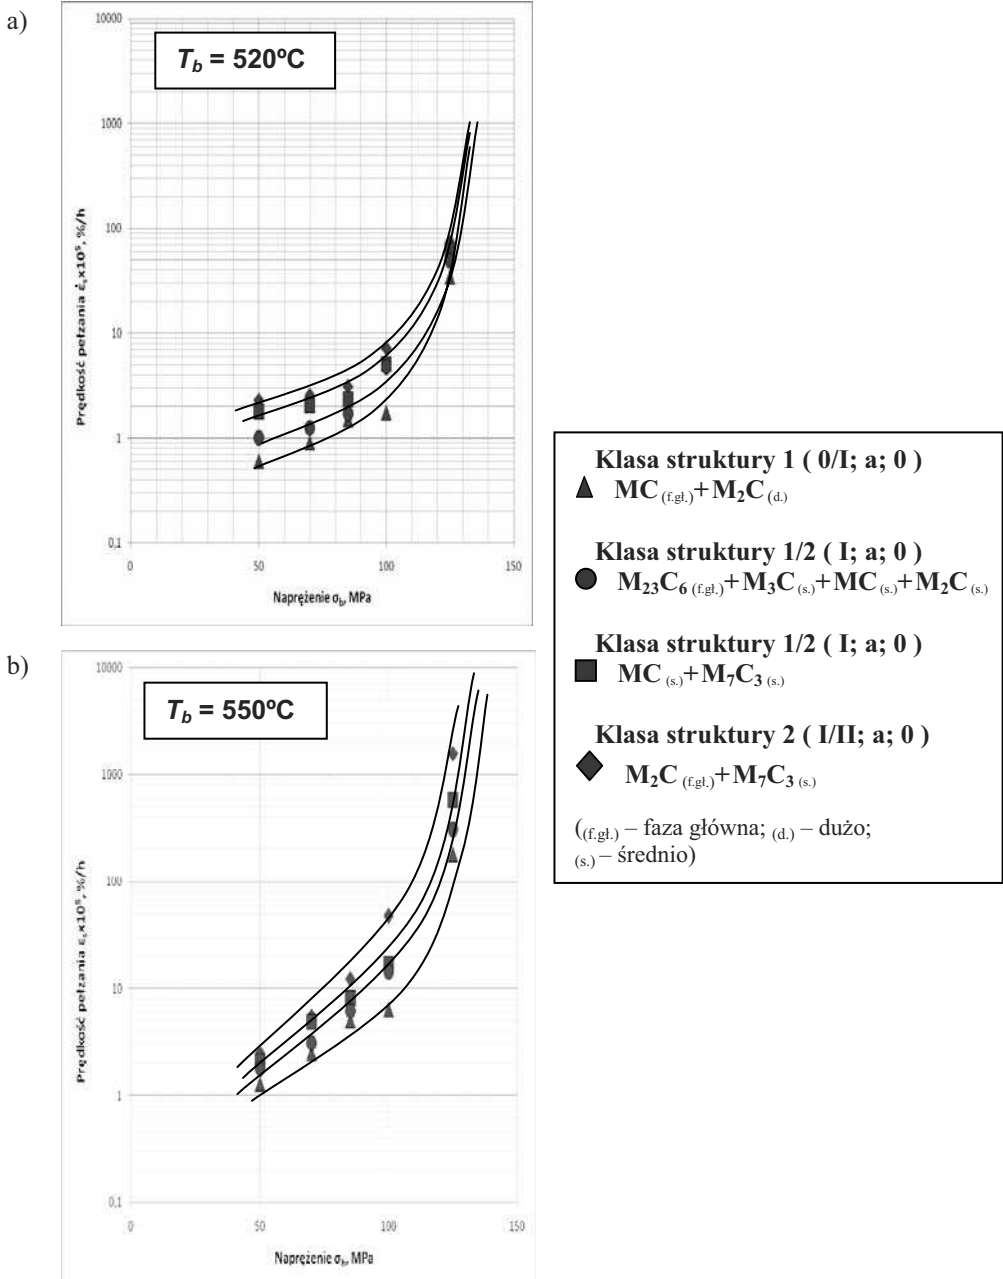 a)
T_b = 520ºC
10000
1000
100
10
1
0,1
0
50
100
150
Prędkość pełzania ε̇ₛx10⁵, %/h
Naprężenie σ_b, MPa
b)
T_b = 550ºC
10000
1000
100
10
1
0,1
0
50
100
150
Prędkość pełzania εₛx10⁵, %/h
Naprężenie σ_b, MPa
Klasa struktury 1 ( 0/I; a; 0 )
MC (f.gł.)+M₂C (d.)
Klasa struktury 1/2 ( I; a; 0 )
M₂₃C₆ (f.gł.)+M₃C (s.)+MC (s.)+M₂C (s.)
Klasa struktury 1/2 ( I; a; 0 )
MC (s.)+M₇C₃ (s.)
Klasa struktury 2 ( I/II; a; 0 )
M₂C (f.gł.)+M₇C₃ (s.)
((f.gł.) – faza główna; (d.) – dużo;
(s.) – średnio)